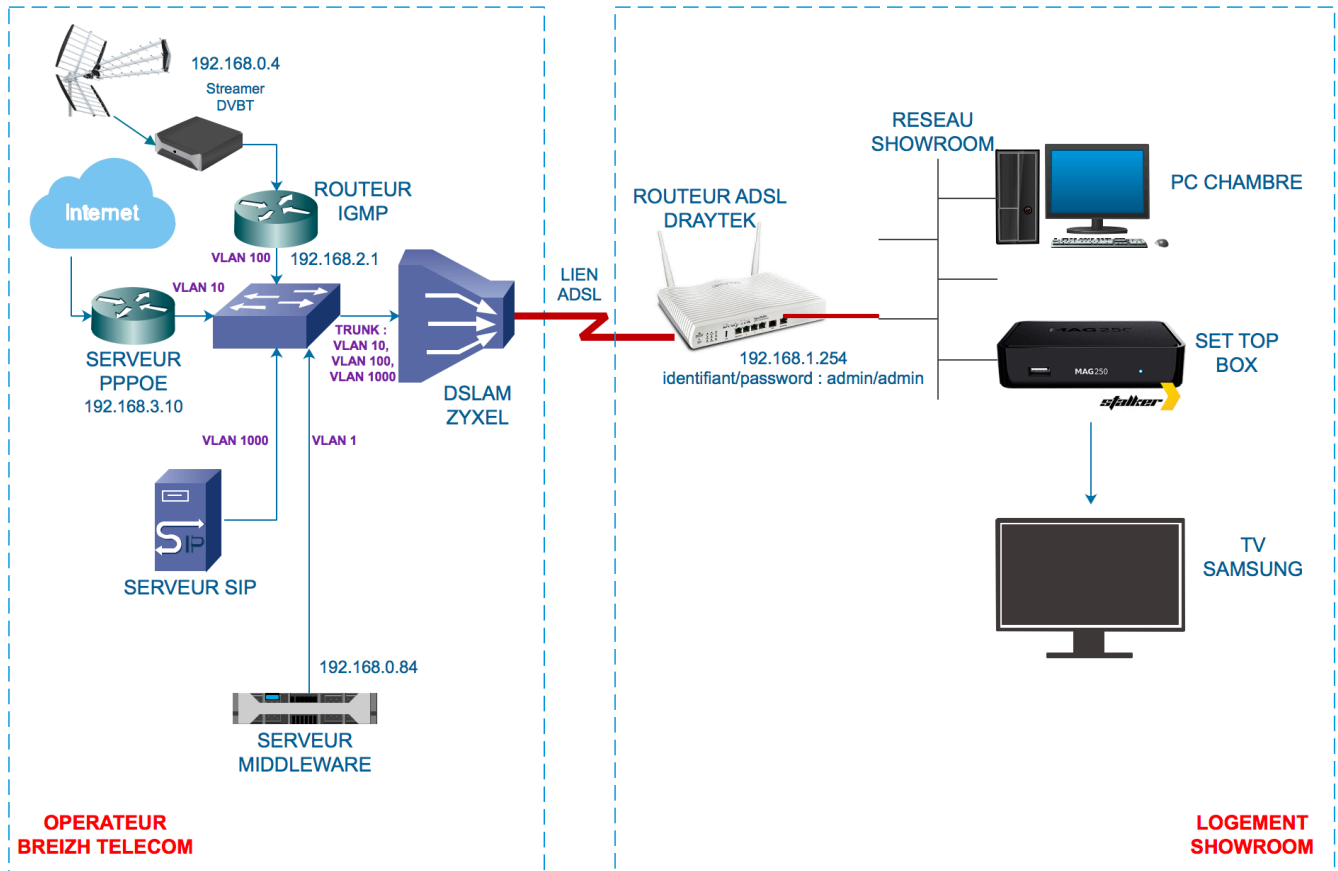 192.168.0.4
Streamer
DVBT
Internet
ROUTEUR
IGMP
VLAN 100
192.168.2.1
VLAN 10
SERVEUR
PPPOE
192.168.3.10
TRUNK :
VLAN 10,
VLAN 100,
VLAN 1000
DSLAM
ZYXEL
VLAN 1000
VLAN 1
SIP
SERVEUR SIP
192.168.0.84
SERVEUR
MIDDLEWARE
OPERATEUR
BREIZH TELECOM
LIEN
ADSL
ROUTEUR ADSL
DRAYTEK
192.168.1.254
identifiant/password : admin/admin
RESEAU
SHOWROOM
PC CHAMBRE
MAG250
MAG250
stalker
SET TOP
BOX
TV
SAMSUNG
LOGEMENT
SHOWROOM